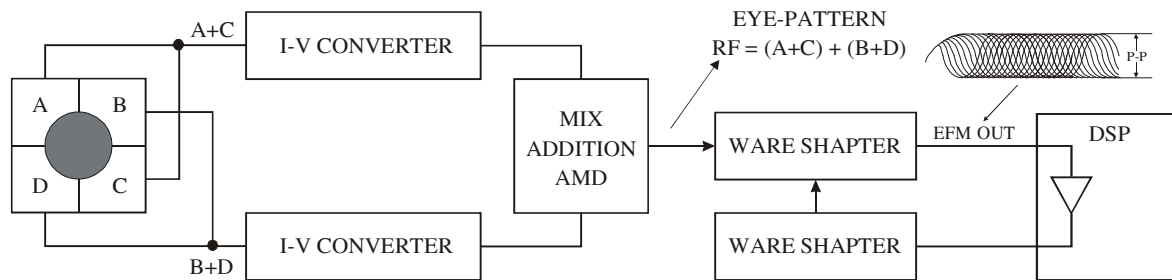 A+C
I-V CONVERTER
EYE-PATTERN
RF = (A+C) + (B+D)
P-P
A
B
D
C
MIX
ADDITION
AMD
WARE SHAPTER
EFM OUT
DSP
I-V CONVERTER
WARE SHAPTER
B+D